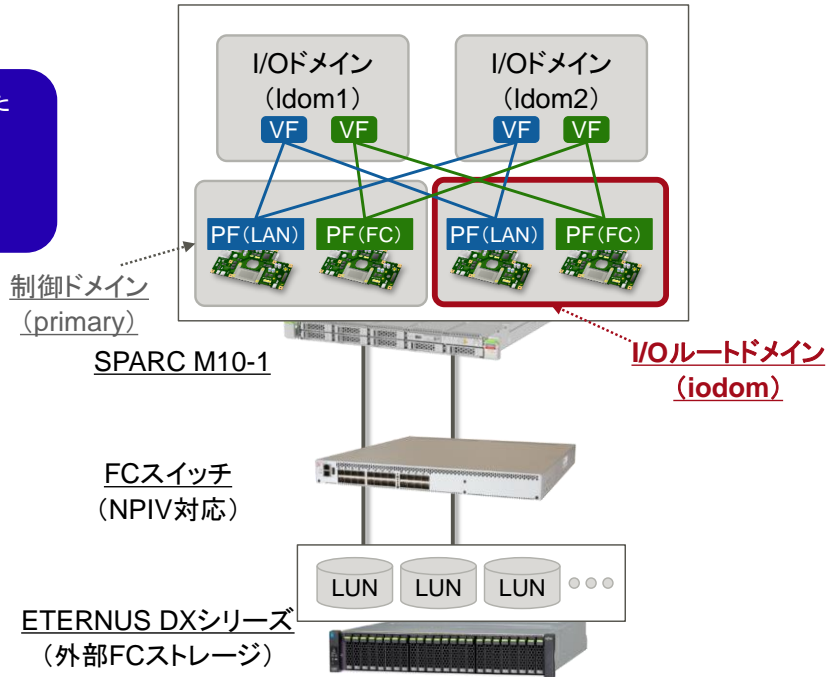 I/Oドメイン
（ldom1）
I/Oドメイン
（ldom2）
VF
VF
VF
VF
PF（LAN）
PF（FC）
PF（LAN）
PF（FC）
制御ドメイン
（primary）
SPARC M10-1
I/Oルートドメイン
（iodom）
FCスイッチ
（NPIV対応）
LUN
LUN
LUN
ETERNUS DXシリーズ
（外部FCストレージ）